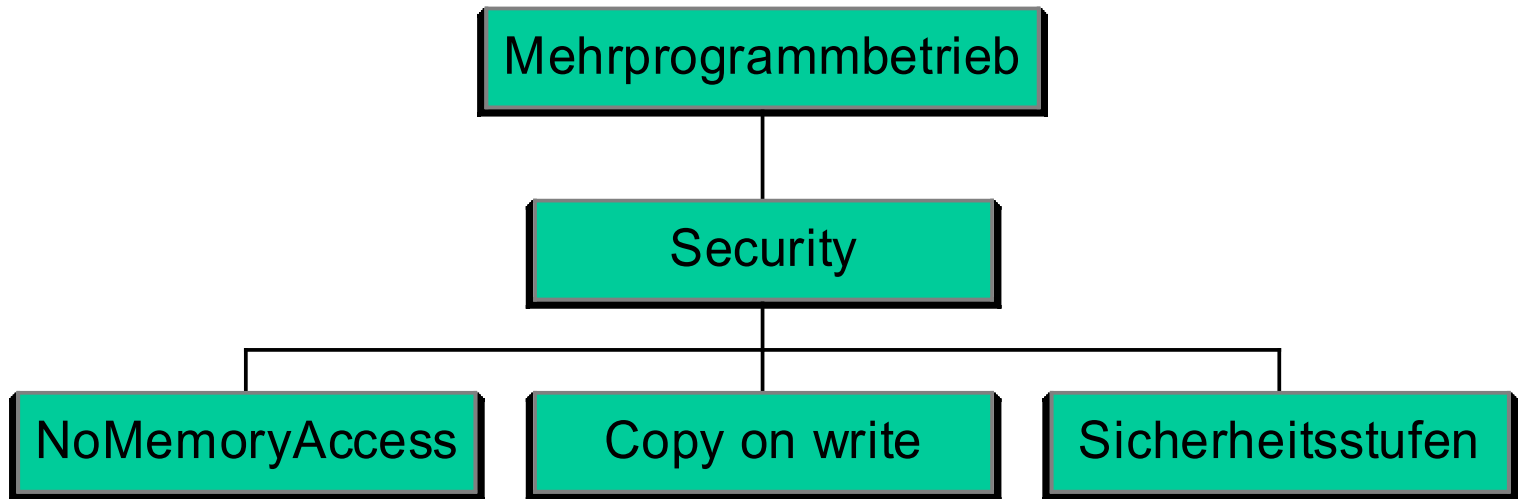 Mehrprogrammbetrieb
Security
NoMemoryAccess
Copy on write
Sicherheitsstufen